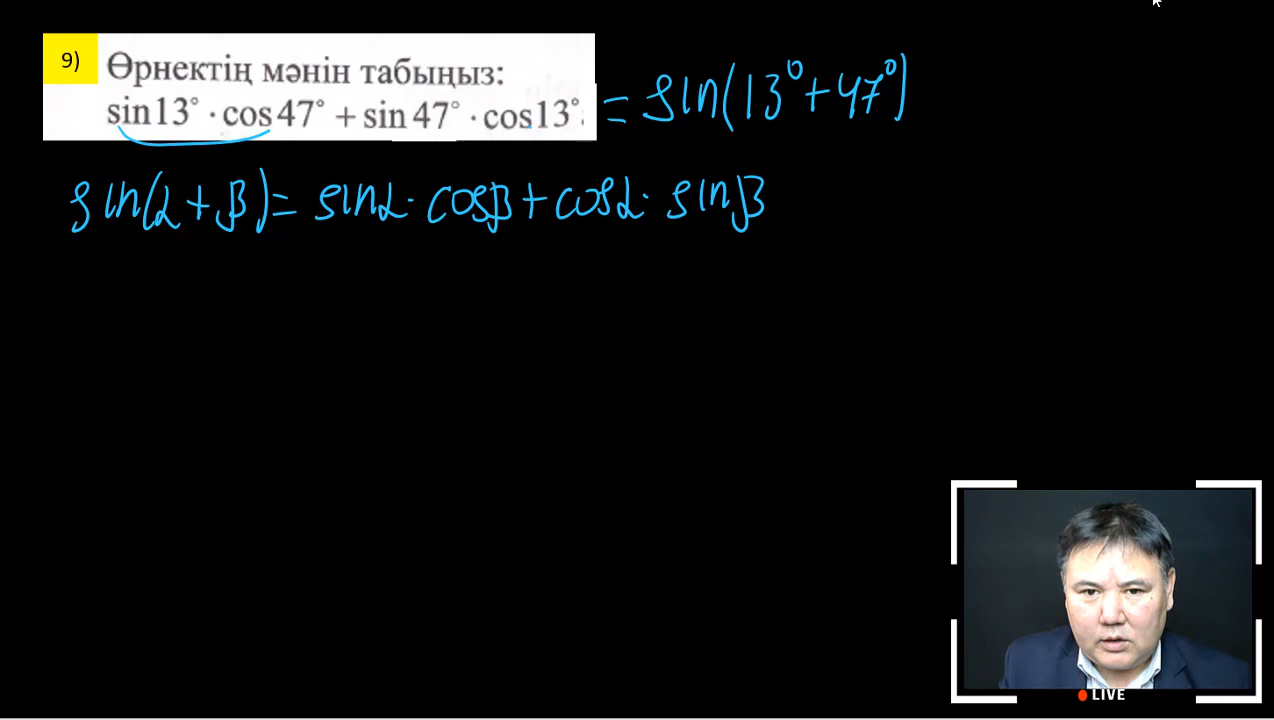 9) Өрнектің мәнін табыңыз:
sin13° · cos47° + sin47° · cos13° = sin(13° + 47°)
sin(α + β) = sinα · cosβ + cosα · sinβ
LIVE